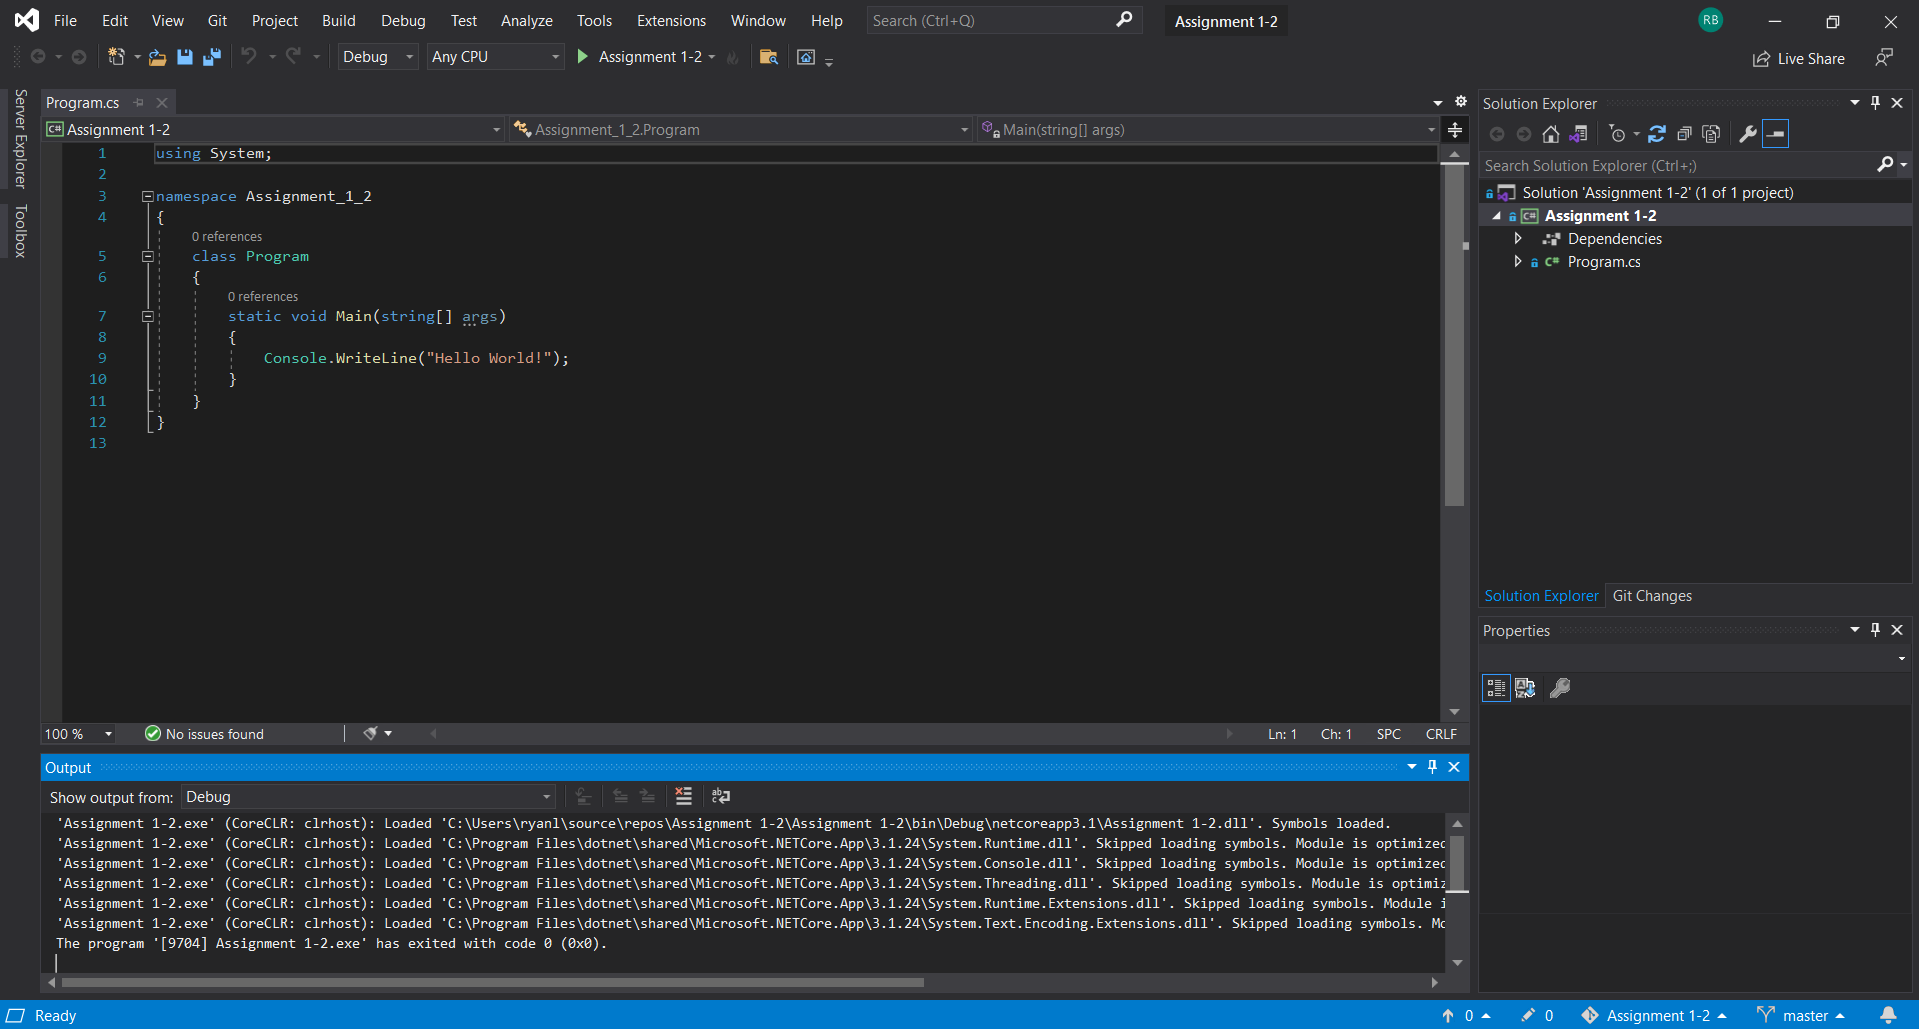 File Edit View Git Project Build Debug Test Analyze Tools Extensions Window Help Search (Ctrl+Q) Assignment 1-2 RB
Debug Any CPU Assignment 1-2 Live Share
Server Explorer
Toolbox
Program.cs
Assignment 1-2 Assignment_1_2.Program Main(string[] args)
1 using System;
2
3 namespace Assignment_1_2
4 {
0 references
5 class Program
6 {
0 references
7 static void Main(string[] args)
8 {
9 Console.WriteLine("Hello World!");
10 }
11 }
12 }
13
100 % No issues found Ln: 1 Ch: 1 SPC CRLF
Output
Show output from: Debug
'Assignment 1-2.exe' (CoreCLR: clrhost): Loaded 'C:\Users\ryanl\source\repos\Assignment 1-2\Assignment 1-2\bin\Debug\netcoreapp3.1\Assignment 1-2.dll'. Symbols loaded.
'Assignment 1-2.exe' (CoreCLR: clrhost): Loaded 'C:\Program Files\dotnet\shared\Microsoft.NETCore.App\3.1.24\System.Runtime.dll'. Skipped loading symbols. Module is optimized
'Assignment 1-2.exe' (CoreCLR: clrhost): Loaded 'C:\Program Files\dotnet\shared\Microsoft.NETCore.App\3.1.24\System.Console.dll'. Skipped loading symbols. Module is optimized
'Assignment 1-2.exe' (CoreCLR: clrhost): Loaded 'C:\Program Files\dotnet\shared\Microsoft.NETCore.App\3.1.24\System.Threading.dll'. Skipped loading symbols. Module is optimiz
'Assignment 1-2.exe' (CoreCLR: clrhost): Loaded 'C:\Program Files\dotnet\shared\Microsoft.NETCore.App\3.1.24\System.Runtime.Extensions.dll'. Skipped loading symbols. Module i
'Assignment 1-2.exe' (CoreCLR: clrhost): Loaded 'C:\Program Files\dotnet\shared\Microsoft.NETCore.App\3.1.24\System.Text.Encoding.Extensions.dll'. Skipped loading symbols. Mo
The program '[9704] Assignment 1-2.exe' has exited with code 0 (0x0).
Solution Explorer
Search Solution Explorer (Ctrl+;)
Solution 'Assignment 1-2' (1 of 1 project)
C# Assignment 1-2
Dependencies
C# Program.cs
Solution Explorer Git Changes
Properties
Ready 0 0 Assignment 1-2 master